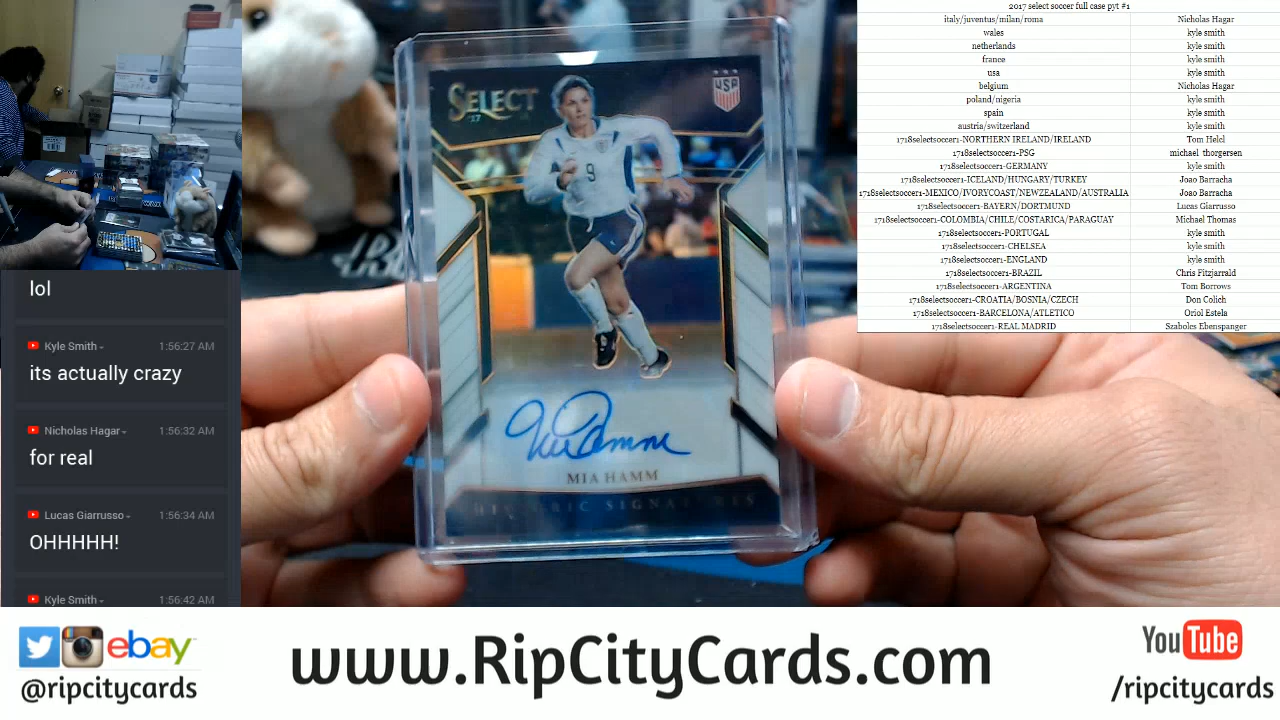 lol
Kyle Smith
1:56:27 AM
its actually crazy
Nicholas Hagar
1:56:32 AM
for real
Lucas Giarrusso
1:56:34 AM
OHHHHH!
Kyle Smith
1:56:42 AM
SELECT
'17
USA
9
MIA HAMM
HISTORIC SIGNATURES
2017 select soccer full case pyt #1
italy/juventus/milan/roma Nicholas Hagar
wales kyle smith
netherlands kyle smith
france kyle smith
usa kyle smith
belgium Nicholas Hagar
poland/nigeria kyle smith
spain kyle smith
austria/switzerland kyle smith
1718selectsoccer1-NORTHERN IRELAND/IRELAND Tom Helcl
1718selectsoccer1-PSG michael thorgersen
1718selectsoccer1-GERMANY kyle smith
1718selectsoccer1-ICELAND/HUNGARY/TURKEY Joao Barracha
1718selectsoccer1-MEXICO/IVORYCOAST/NEWZEALAND/AUSTRALIA Joao Barracha
1718selectsoccer1-BAYERN/DORTMUND Lucas Giarrusso
1718selectsoccer1-COLOMBIA/CHILE/COSTARICA/PARAGUAY Michael Thomas
1718selectsoccer1-PORTUGAL kyle smith
1718selectsoccer1-CHELSEA kyle smith
1718selectsoccer1-ENGLAND kyle smith
1718selectsoccer1-BRAZIL Chris Fitzjarrald
1718selectsoccer1-ARGENTINA Tom Borrows
1718selectsoccer1-CROATIA/BOSNIA/CZECH Don Colich
1718selectsoccer1-BARCELONA/ATLETICO Oriol Estela
1718selectsoccer1-REAL MADRID Szabolcs Ebenspanger
ebay
@ripcitycards
www.RipCityCards.com
YouTube
/ripcitycards